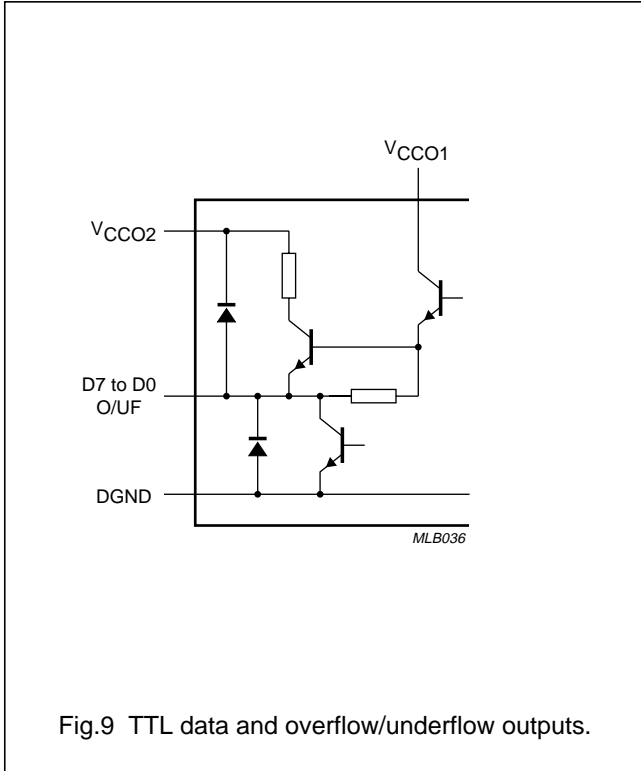 VCCO1
VCCO2
D7 to D0
O/UF
DGND
MLB036
Fig.9 TTL data and overflow/underflow outputs.